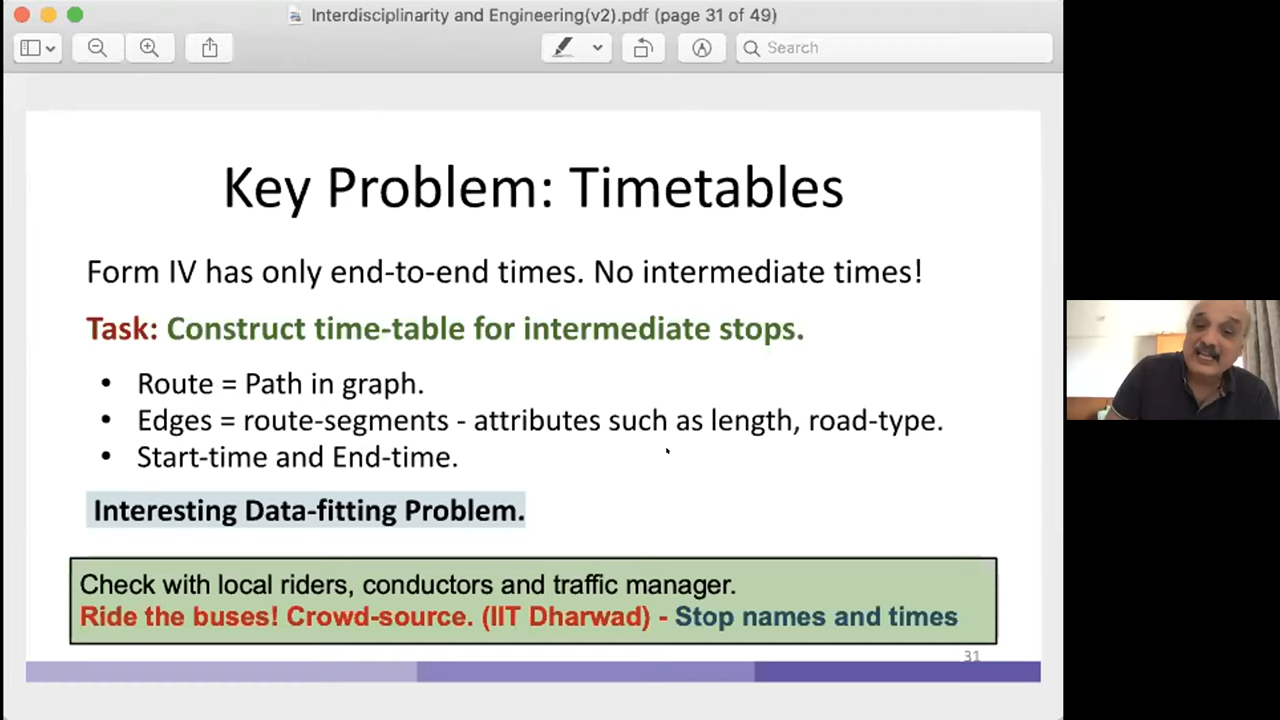 Interdisciplinarity and Engineering(v2).pdf (page 31 of 49)
Search
Key Problem: Timetables
Form IV has only end-to-end times. No intermediate times!
Task: Construct time-table for intermediate stops.
• Route = Path in graph.
• Edges = route-segments - attributes such as length, road-type.
• Start-time and End-time.
Interesting Data-fitting Problem.
Check with local riders, conductors and traffic manager.
Ride the buses! Crowd-source. (IIT Dharwad) - Stop names and times
31